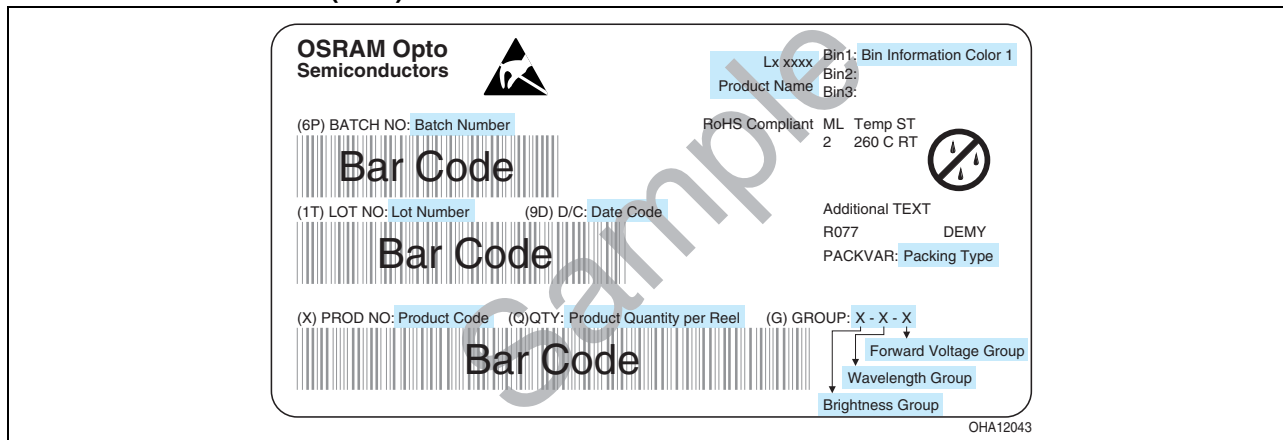 (
OSRAM Opto
Semiconductors
Lx xxxx
Product Name
Bin1: Bin Information Color 1
Bin2:
Bin3:
RoHS Compliant
ML Temp ST
2 260 C RT
(6P) BATCH NO: Batch Number
Bar Code
(1T) LOT NO: Lot Number (9D) D/C: Date Code
Bar Code
Additional TEXT
R077 DEMY
PACKVAR: Packing Type
(X) PROD NO: Product Code (Q)QTY: Product Quantity per Reel (G) GROUP: X - X - X
Bar Code
Forward Voltage Group
Wavelength Group
Brightness Group
Sample
OHA12043